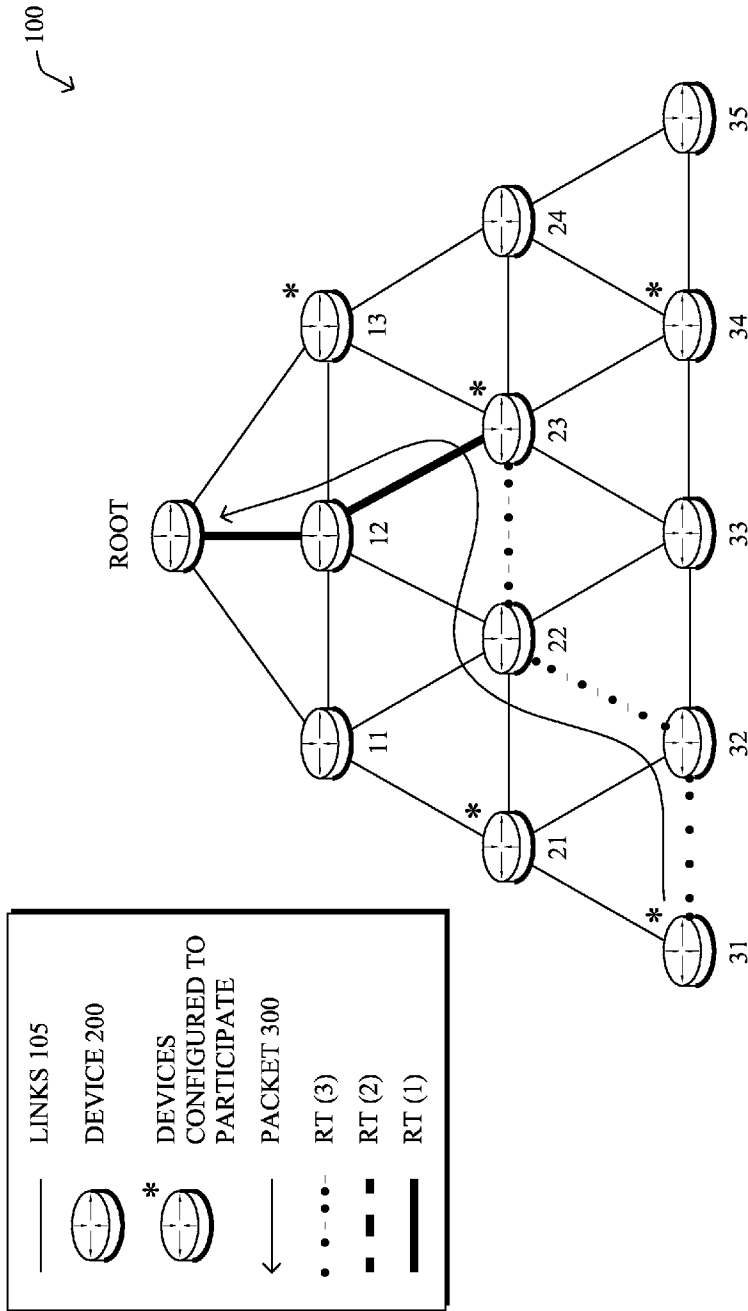 100
LINKS 105
DEVICE 200
*
DEVICES
CONFIGURED TO
PARTICIPATE
PACKET 300
RT (3)
RT (2)
RT (1)
ROOT
11
12
13
*
21
*
22
23
*
24
31
*
32
33
34
*
35